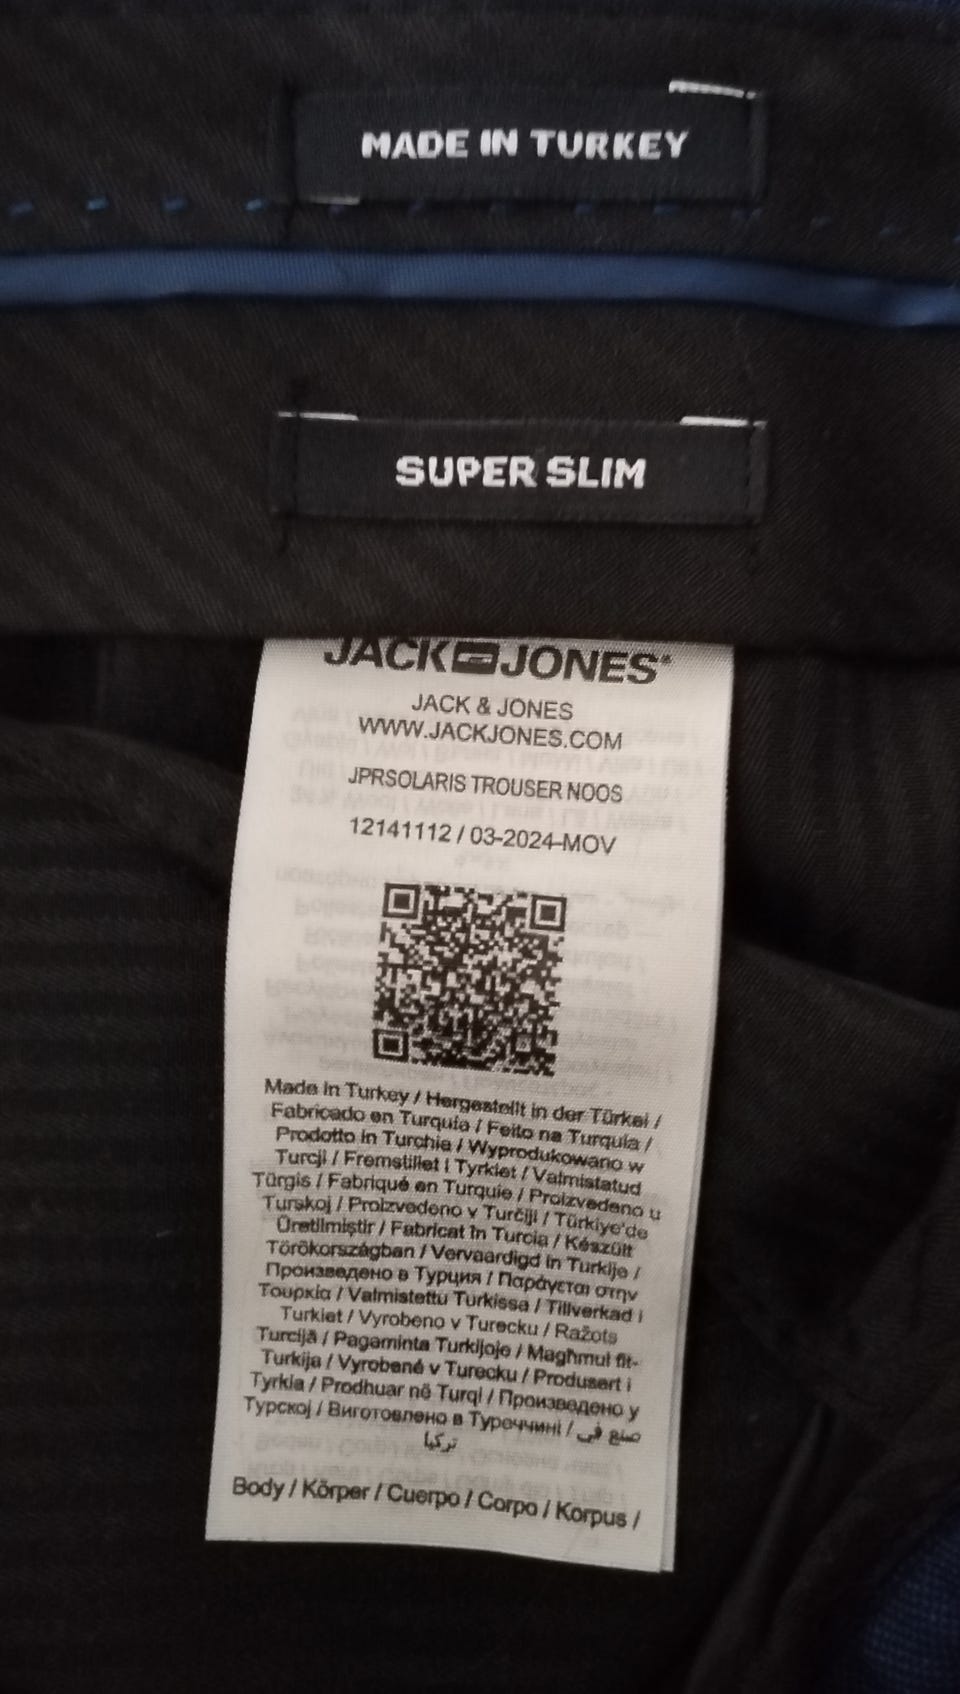 MADE IN TURKEY
SUPER SLIM
JACK JONES®
JACK & JONES
WWW.JACKJONES.COM
JPRSOLARIS TROUSER NOOS
12141112 / 03-2024-MOV
Made in Turkey / Hergestellt in der Türkei /
Fabricado en Turquía / Feito na Turquia /
Prodotto in Turchia / Wyprodukowano w
Turcji / Fremstillet i Tyrkiet / Valmistatud
Türgis / Fabriqué en Turquie / Proizvedeno u
Turskoj / Proizvedeno v Turčiji / Türkiye'de
Üretilmiştir / Fabricat în Turcia / Készült
Törökországban / Vervaardigd in Turkije /
Произведено в Турция / Παράγεται στην
Τουρκία / Valmistettu Turkissa / Tillverkad i
Turkiet / Vyrobeno v Turecku / Ražots
Turcijā / Pagaminta Turkijoje / Magħmul fit-
Turkija / Vyrobené v Turecku / Produsert i
Tyrkia / Prodhuar në Turqi / Произведено у
Турској / Виготовлено в Туреччині / صنع في
تركيا
Body / Körper / Cuerpo / Corpo / Korpus /